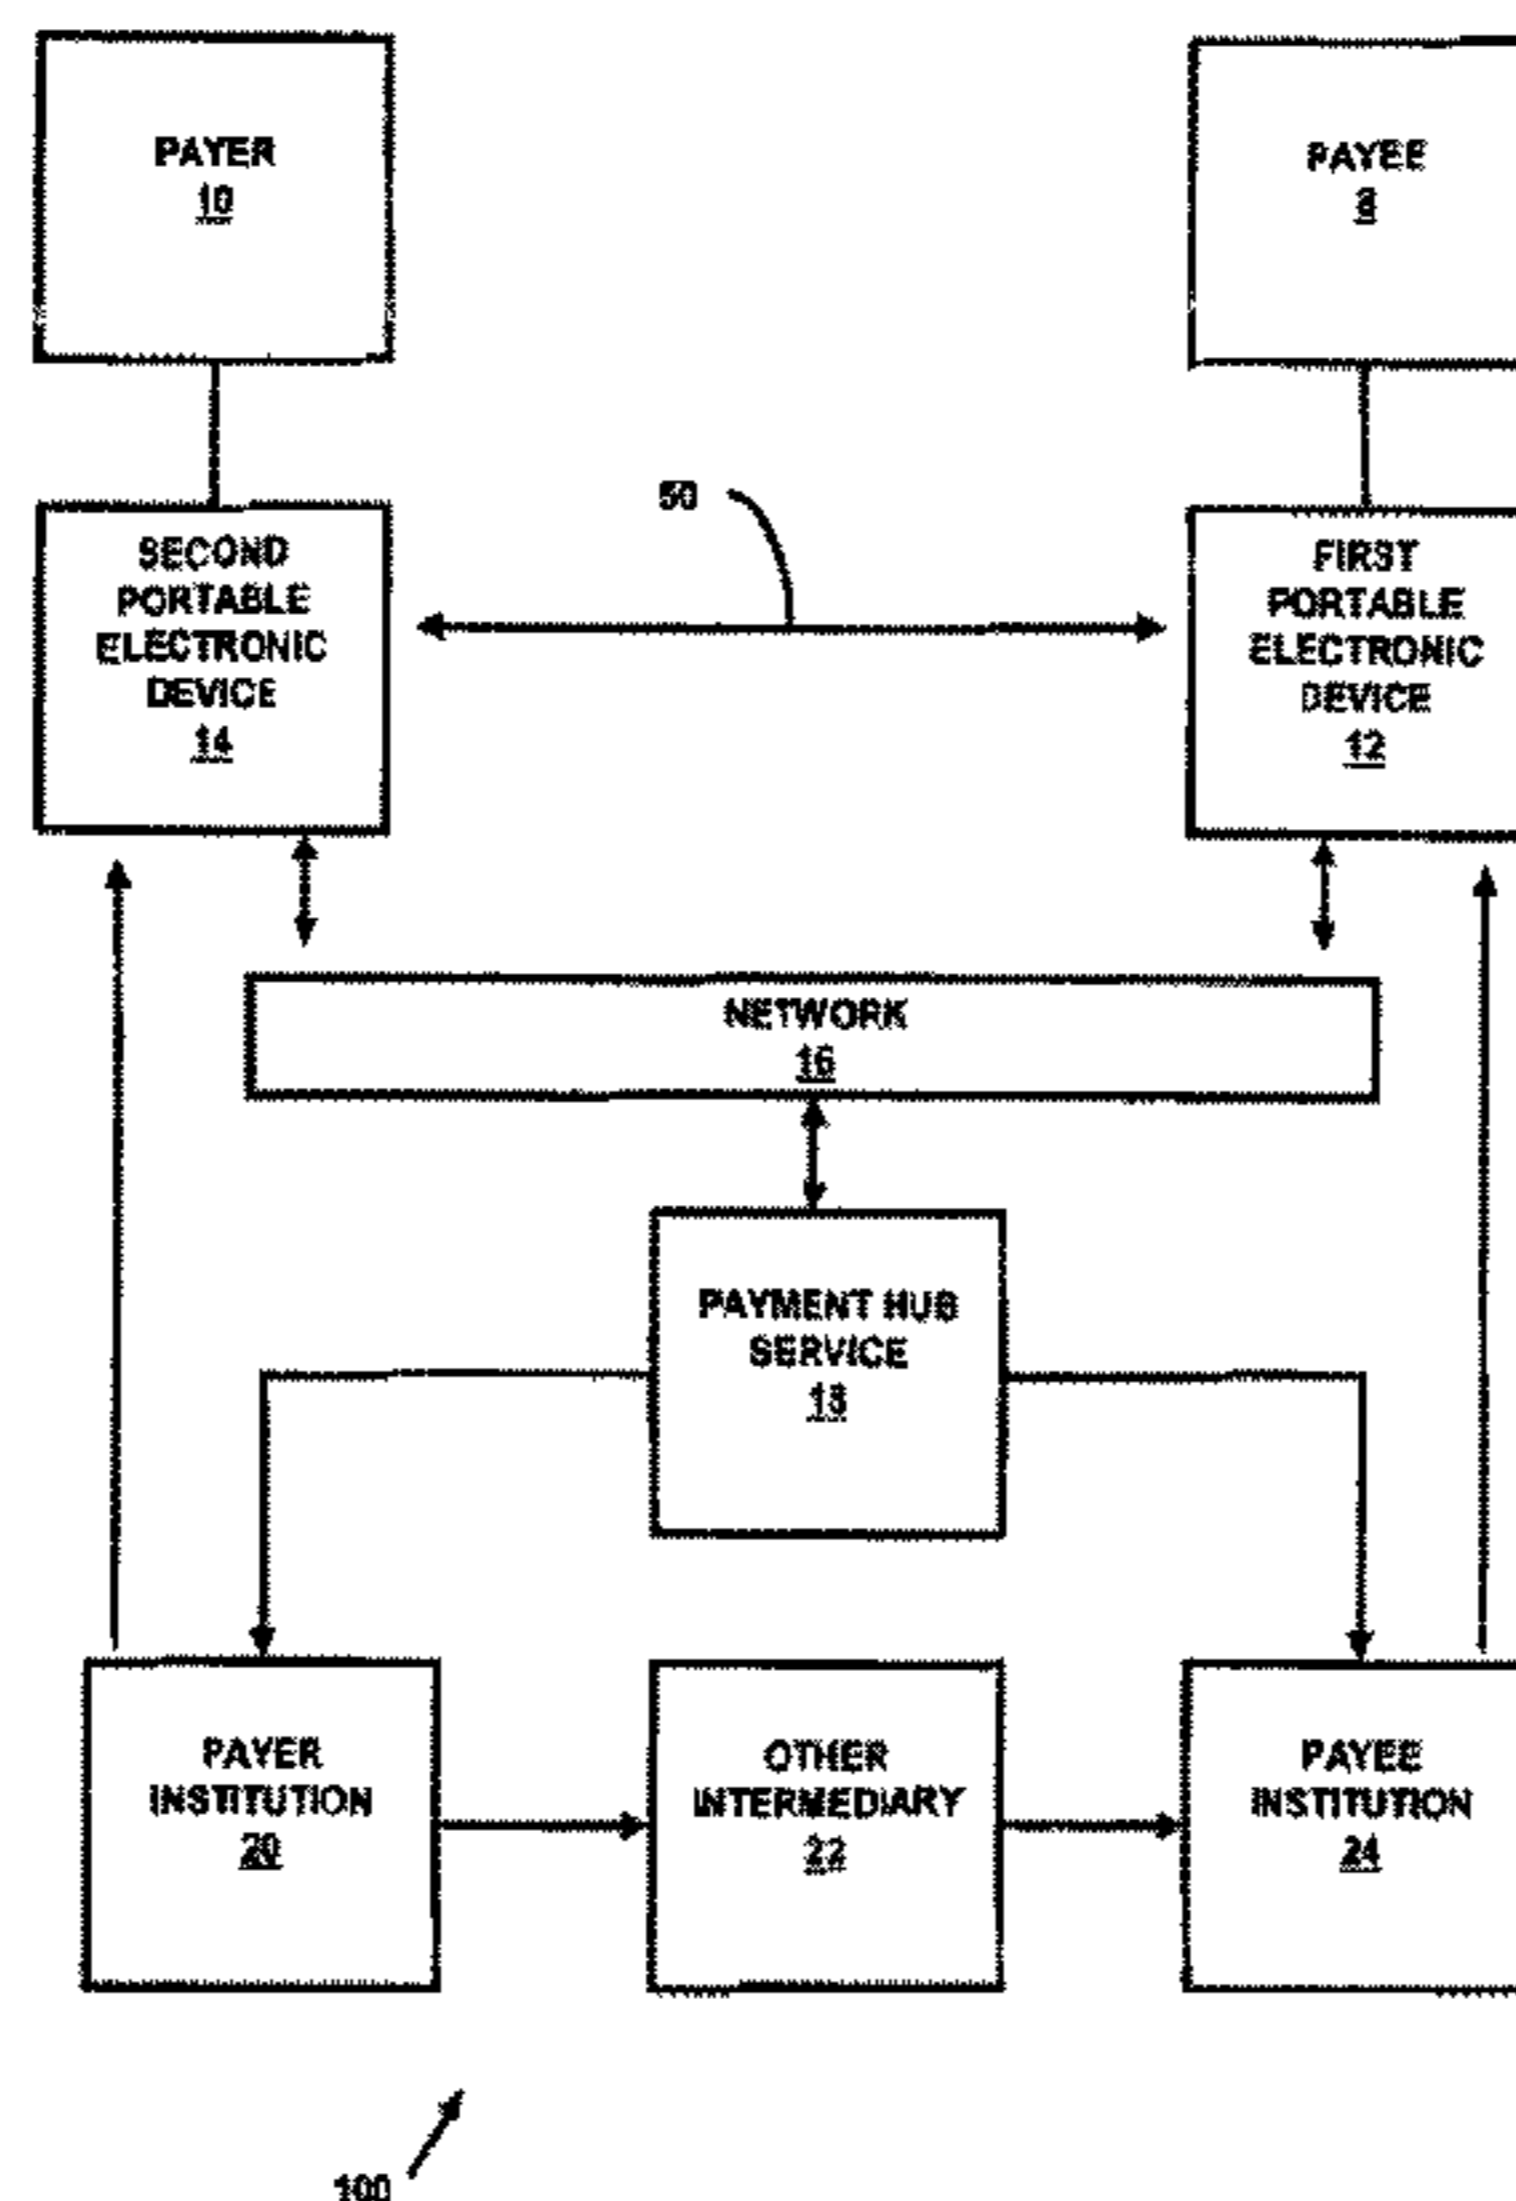 PAYER
10
PAYEE
8
SECOND
PORTABLE
ELECTRONIC
DEVICE
14
50
FIRST
PORTABLE
ELECTRONIC
DEVICE
12
NETWORK
16
PAYMENT HUB
SERVICE
18
PAYER
INSTITUTION
20
OTHER
INTERMEDIARY
22
PAYEE
INSTITUTION
24
100